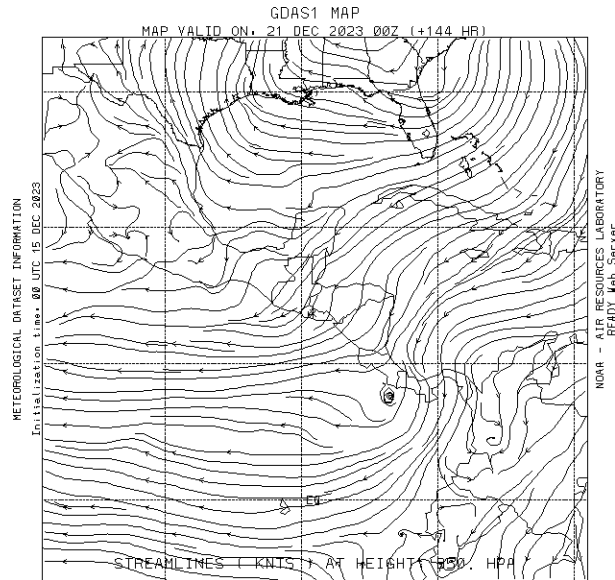 GDAS1 MAP
MAP VALID ON: 21 DEC 2023 00Z (+144 HR)
METEOROLOGICAL DATASET INFORMATION
Initialization time: 00 UTC 15 DEC 2023
NOAA - AIR RESOURCES LABORATORY
READY Web Server
EQ
STREAMLINES ( KNTS ) AT HEIGHT: 850. HPA